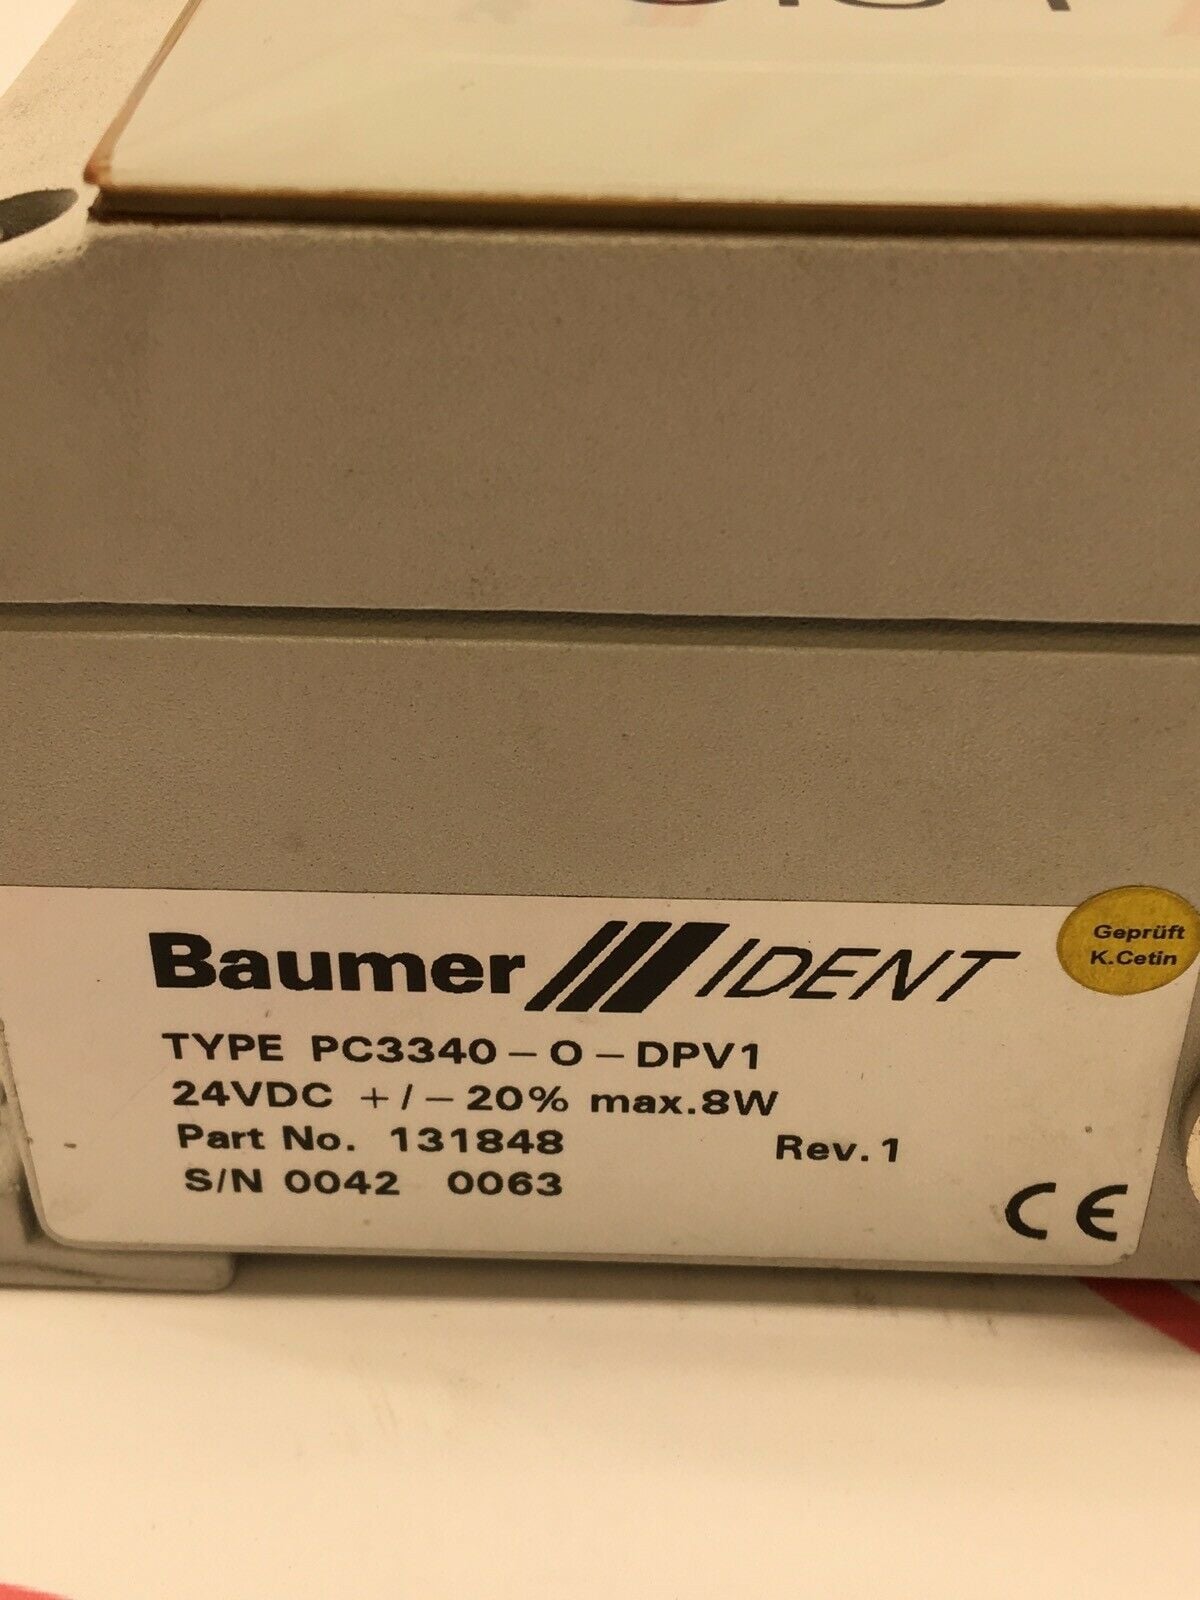 Baumer IDENT
Geprüft
K.Cetin
TYPE PC3340-O-DPV1
24VDC +/-20% max.8W
Part No. 131848 Rev.1
S/N 0042 0063
CE